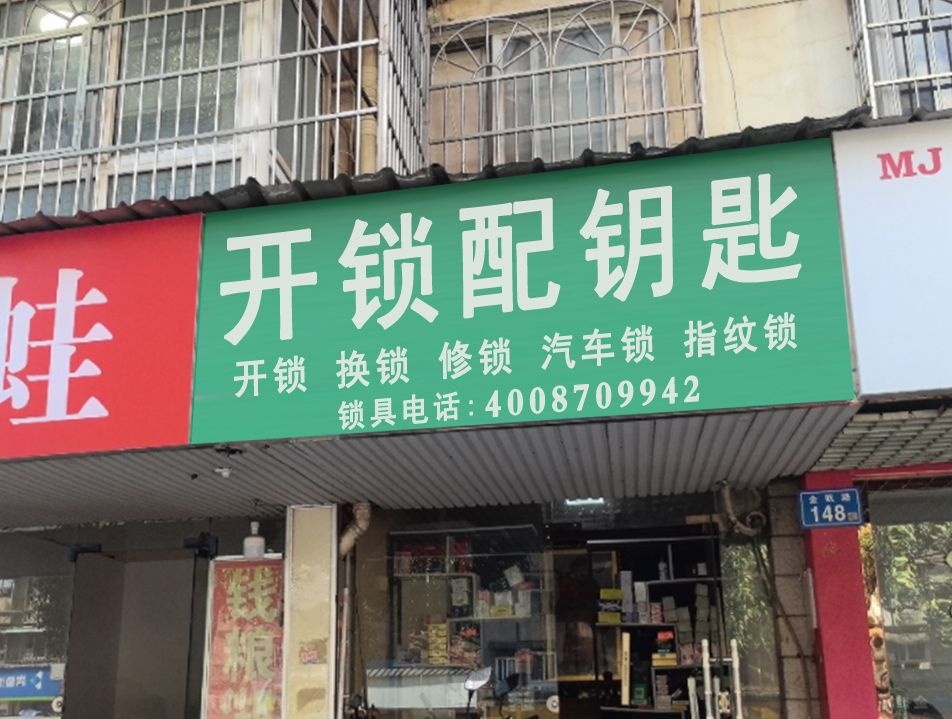 开锁配钥匙
开锁 换锁 修锁 汽车锁 指纹锁
锁具电话:4008709942
蛙
MJ
148
钱粮